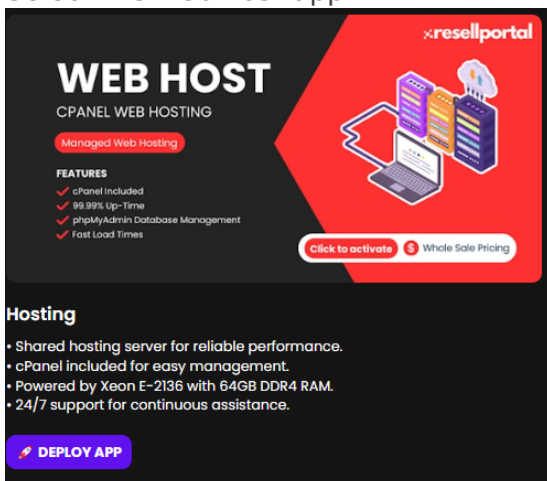 xresellportal
WEB HOST
CPANEL WEB HOSTING
Managed Web Hosting
FEATURES
cPanel Included
99.99% Up-Time
phpMyAdmin Database Management
Fast Load Times
Click to activate $ Whole Sale Pricing
Hosting
• Shared hosting server for reliable performance.
• cPanel included for easy management.
• Powered by Xeon E-2136 with 64GB DDR4 RAM.
• 24/7 support for continuous assistance.
🚀 DEPLOY APP